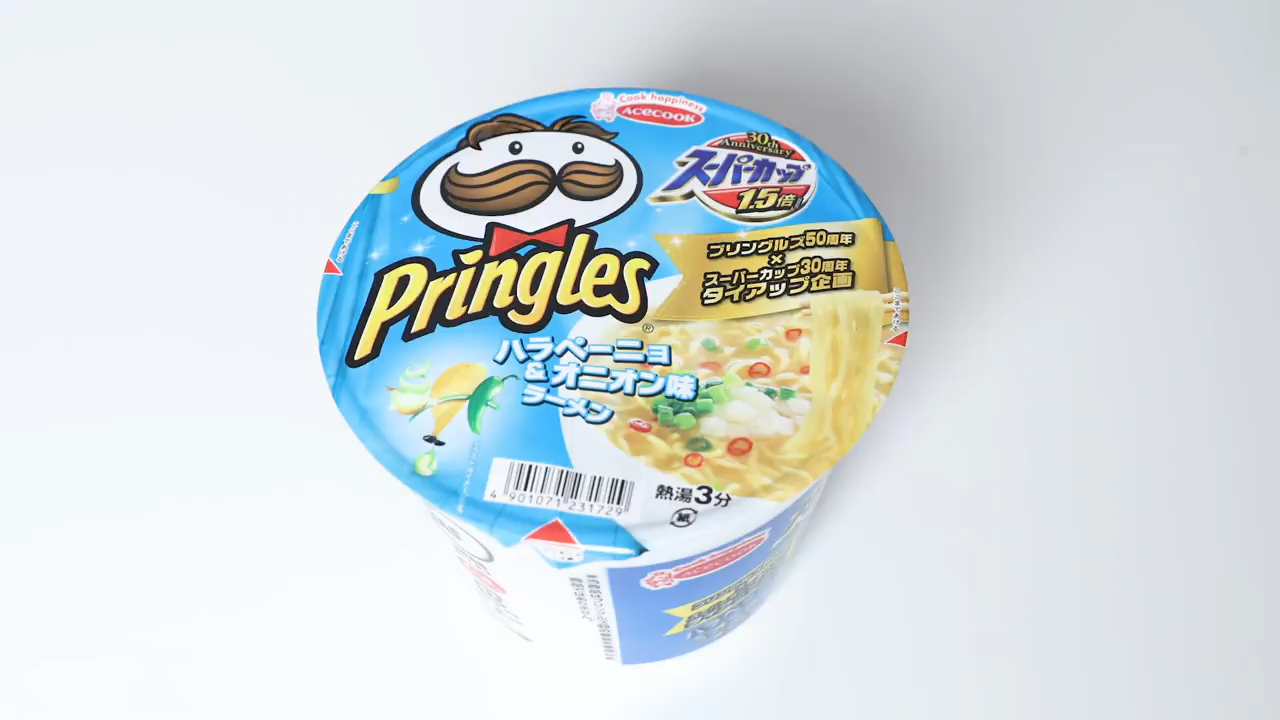 Cook happiness
ACECOOK
30th
Anniversary
スーパーカップ
1.5倍
プリングルズ50周年
×
スーパーカップ30周年
タイアップ企画
Pringles
®
ハラペーニョ
&オニオン味
ラーメン
4 901071 231729
熱湯3分
紙
ACECOOK